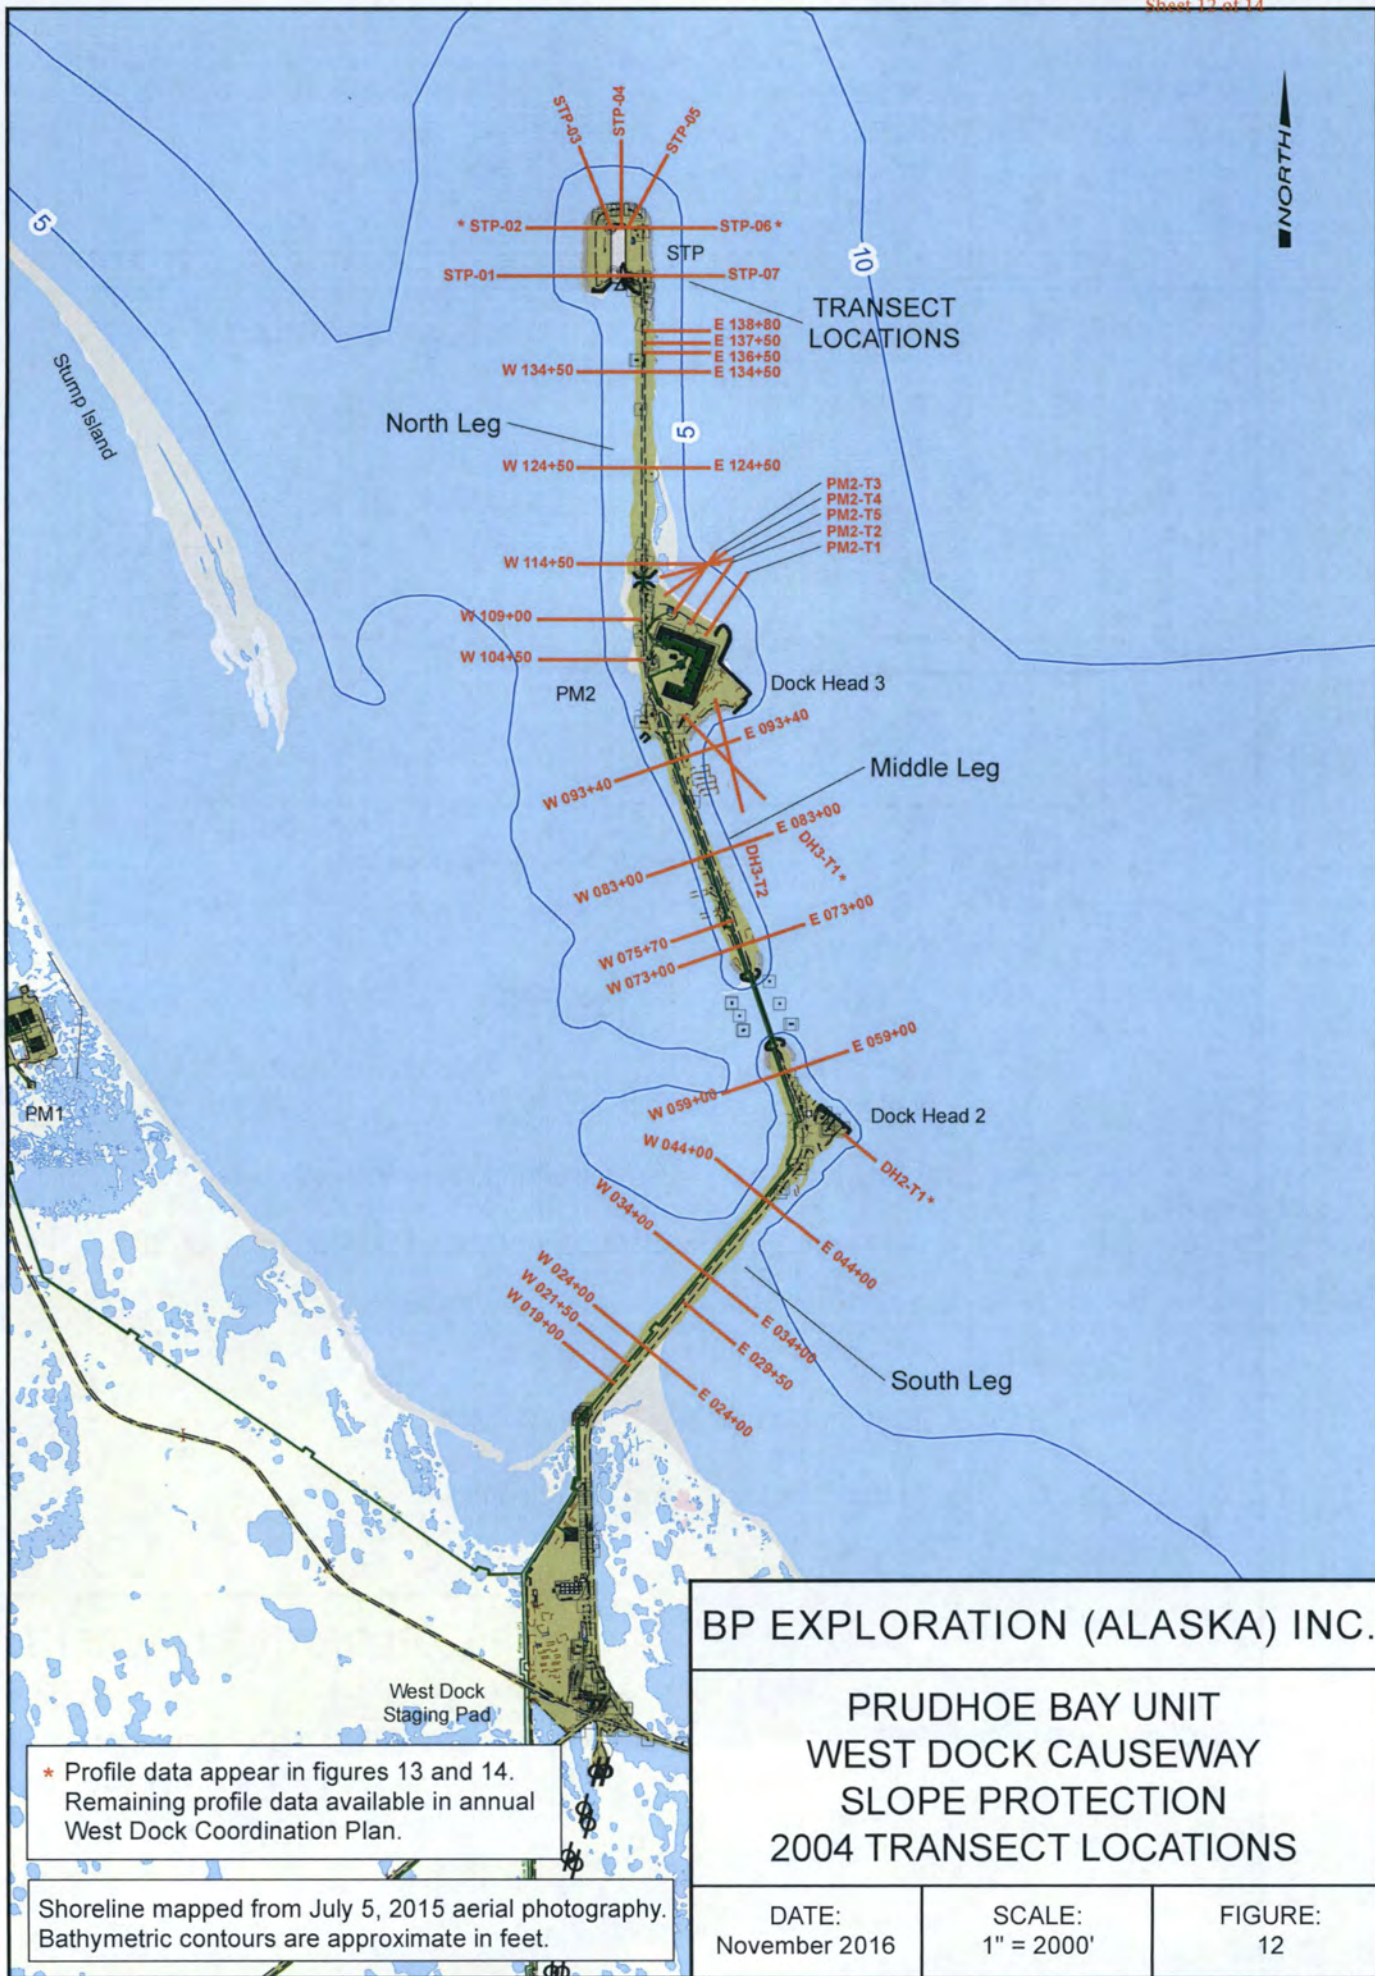 Sheet 12 of 14
NORTH
STP-03
STP-04
STP-05
* STP-02
STP-06 *
STP
STP-01
STP-07
5
10
TRANSECT
LOCATIONS
E 138+80
E 137+50
E 136+50
W 134+50
E 134+50
Stump Island
North Leg
5
W 124+50
E 124+50
PM2-T3
PM2-T4
PM2-T5
PM2-T2
PM2-T1
W 114+50
W 109+00
W 104+50
PM2
Dock Head 3
E 093+40
W 093+40
Middle Leg
E 083+00
DH3-T1 *
DH3-T2
W 083+00
E 073+00
W 075+70
W 073+00
E 059+00
W 059+00
PM1
Dock Head 2
W 044+00
DH2-T1 *
W 034+00
E 044+00
W 024+00
W 021+50
W 019+00
E 034+00
E 029+50
E 024+00
South Leg
West Dock
Staging Pad
* Profile data appear in figures 13 and 14.
Remaining profile data available in annual
West Dock Coordination Plan.
Shoreline mapped from July 5, 2015 aerial photography.
Bathymetric contours are approximate in feet.
BP EXPLORATION (ALASKA) INC.
PRUDHOE BAY UNIT
WEST DOCK CAUSEWAY
SLOPE PROTECTION
2004 TRANSECT LOCATIONS
DATE:
November 2016
SCALE:
1" = 2000'
FIGURE:
12